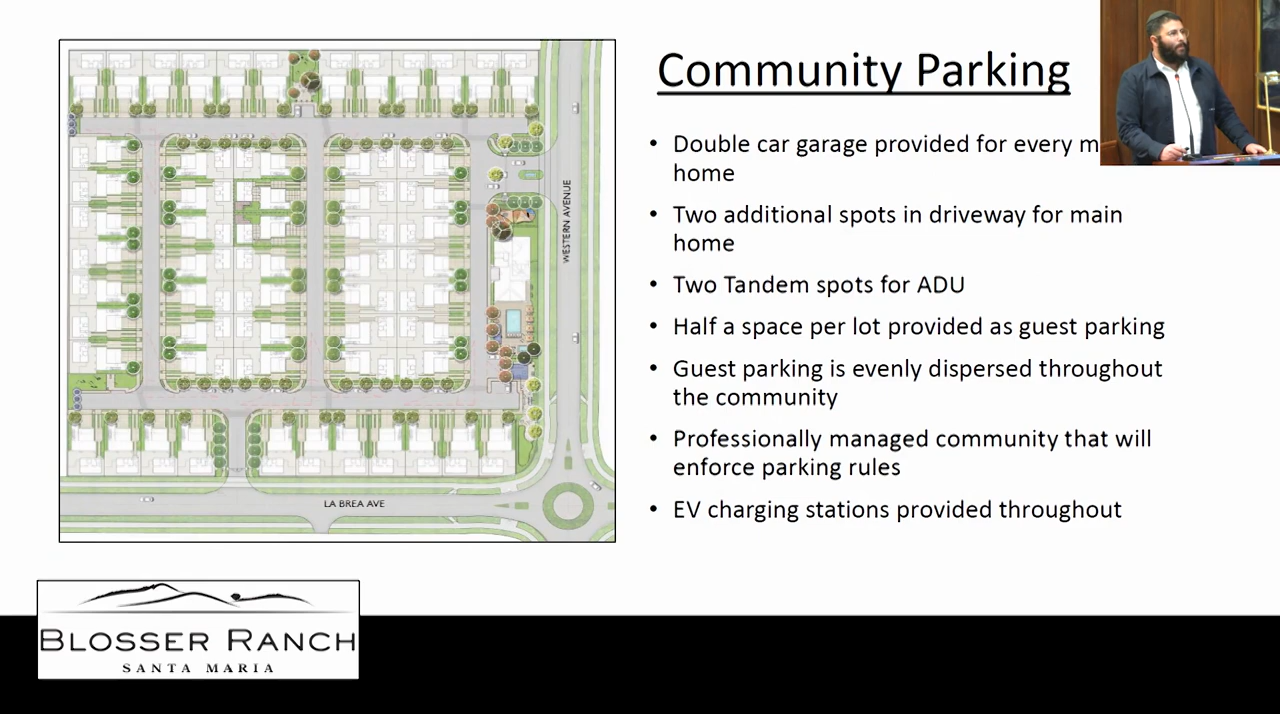 Community Parking
• Double car garage provided for every
home
• Two additional spots in driveway for main
home
• Two Tandem spots for ADU
• Half a space per lot provided as guest parking
• Guest parking is evenly dispersed throughout
the community
• Professionally managed community that will
enforce parking rules
• EV charging stations provided throughout
WESTERN AVENUE
LA BREA AVE
BLOSSER RANCH
SANTA MARIA